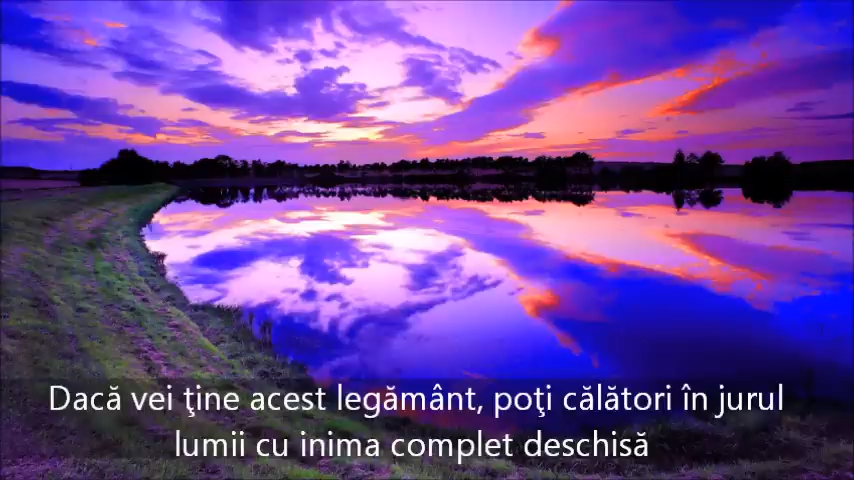 Dacă vei ţine acest legământ, poţi călători în jurul
lumii cu inima complet deschisă